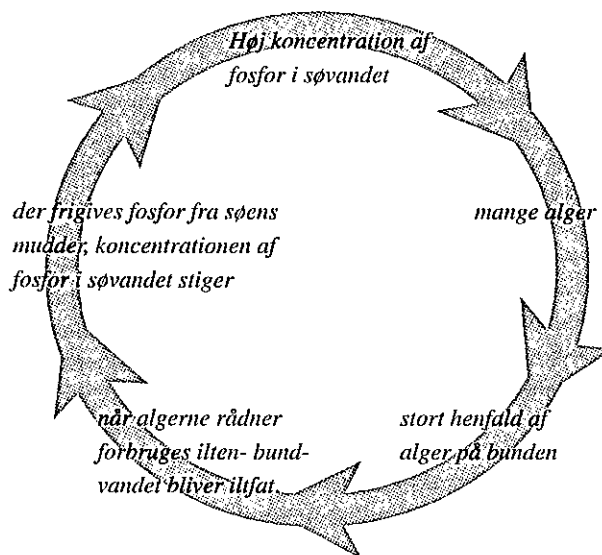 Høj koncentration af
fosfor i søvandet
mange alger
stort henfald af
alger på bunden
når algerne rådner
forbruges ilten- bund-
vandet bliver iltfat.
der frigives fosfor fra søens
mudder, koncentrationen af
fosfor i søvandet stiger